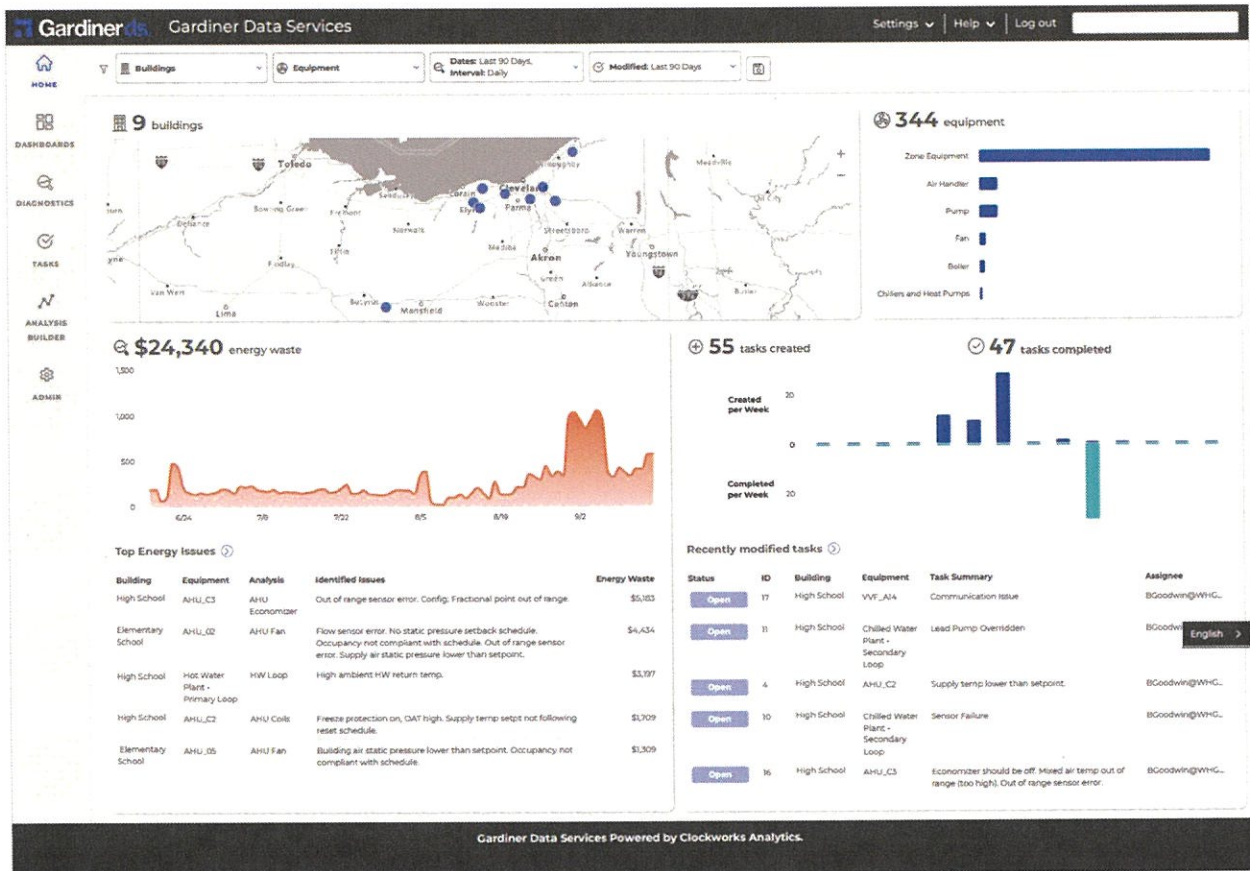 Gardiner ds. Gardiner Data Services
Settings Help Log out
HOME
DASHBOARDS
DIAGNOSTICS
TASKS
ANALYSIS
BUILDER
ADMIN
Buildings
Equipment
Dates: Last 90 Days,
Interval: Daily
Modified: Last 90 Days
9 buildings
Toledo
Bowling Green
Fremont
Defiance
Findlay
Tiffin
Van Wert
Lima
Bucyrus
Mansfield
Norwalk
Lorain
Elyria
Cleveland
Parma
Medina
Akron
Green
Wooster
Canton
Alliance
Streetsboro
Warren
Youngstown
Meadville
Oil City
Butler
+
−
344 equipment
Zone Equipment
Air Handler
Pump
Fan
Boiler
Chillers and Heat Pumps
$24,340 energy waste
1,500
1,000
500
0
6/24 7/8 7/22 8/5 8/19 9/2
55 tasks created
47 tasks completed
Created
per Week
20
0
Completed
per Week
20
Top Energy Issues
Building Equipment Analysis Identified Issues Energy Waste
High School AHU_C3 AHU Economizer Out of range sensor error. Config. Fractional point out of range. $5,183
Elementary School AHU_02 AHU Fan Flow sensor error. No static pressure setback schedule.
Occupancy not compliant with schedule. Out of range sensor
error. Supply air static pressure lower than setpoint. $4,434
High School Hot Water Plant - Primary Loop HW Loop High ambient HW return temp. $3,197
High School AHU_C2 AHU Coils Freeze protection on, OAT high. Supply temp setpt not following
reset schedule. $1,709
Elementary School AHU_05 AHU Fan Building air static pressure lower than setpoint. Occupancy not
compliant with schedule. $1,309
Recently modified tasks
Status ID Building Equipment Task Summary Assignee
Open 17 High School VVF_A14 Communication Issue BGoodwin@WHG...
Open 11 High School Chilled Water Plant - Secondary Loop Lead Pump Overridden
English
Open 4 High School AHU_C2 Supply temp lower than setpoint. BGoodwin@WHG...
Open 10 High School Chilled Water Plant - Secondary Loop Sensor Failure BGoodwin@WHG...
Open 16 High School AHU_C3 Economizer should be off. Mixed air temp out of
range (too high). Out of range sensor error. BGoodwin@WHG...
Gardiner Data Services Powered by Clockworks Analytics.